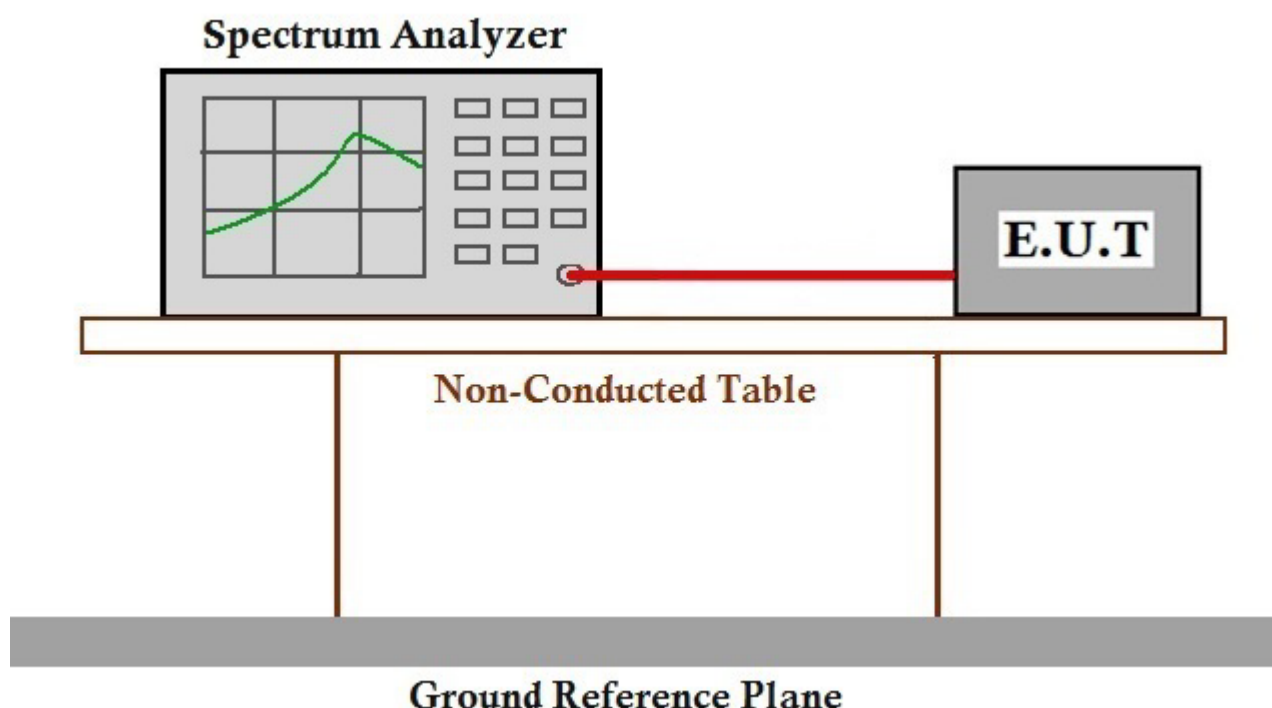 Spectrum Analyzer
E.U.T
Non-Conducted Table
Ground Reference Plane